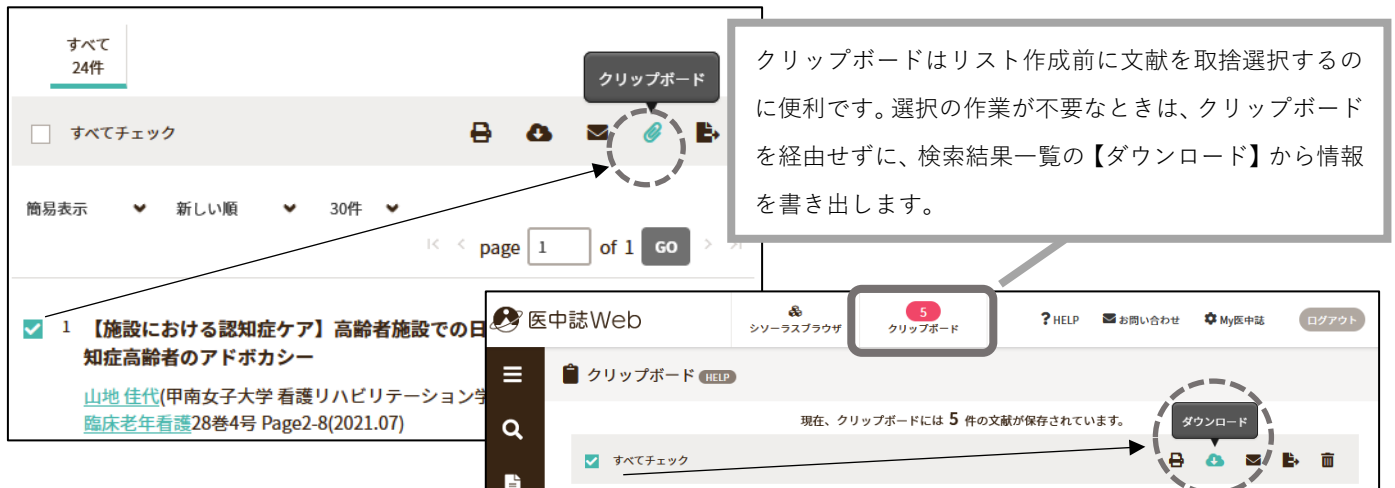 すべて
24件
クリップボード
すべてチェック
簡易表示 新しい順 30件
page 1 of 1 GO
1 【施設における認知症ケア】高齢者施設での日
知症高齢者のアドボカシー
山地 佳代(甲南女子大学 看護リハビリテーション学
臨床老年看護28巻4号 Page2-8(2021.07)
クリップボードはリスト作成前に文献を取捨選択するの
に便利です。選択の作業が不要なときは、クリップボード
を経由せずに、検索結果一覧の【ダウンロード】から情報
を書き出します。
医中誌Web
シソーラスブラウザ
5
クリップボード
?HELP
お問い合わせ
My医中誌
ログアウト
クリップボード HELP
現在、クリップボードには 5 件の文献が保存されています。
ダウンロード
すべてチェック